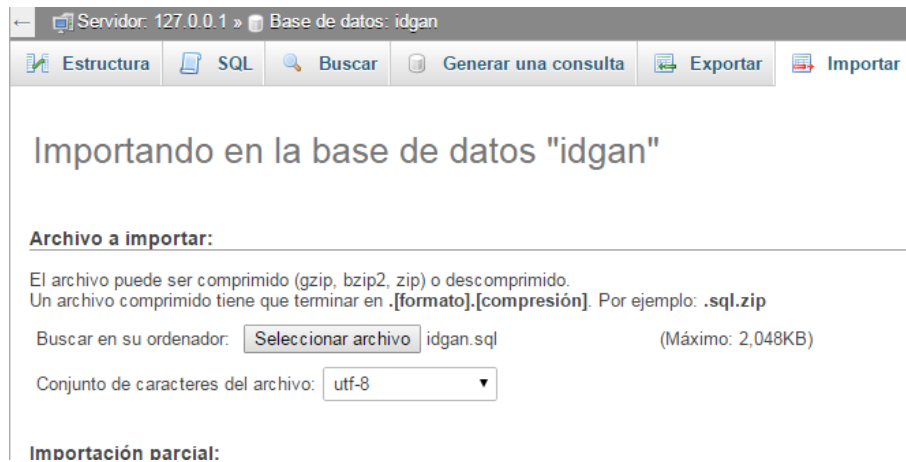 ← Servidor: 127.0.0.1 » Base de datos: idgan
Estructura SQL Buscar Generar una consulta Exportar Importar
Importando en la base de datos "idgan"
Archivo a importar:
El archivo puede ser comprimido (gzip, bzip2, zip) o descomprimido.
Un archivo comprimido tiene que terminar en .[formato].[compresión]. Por ejemplo: .sql.zip
Buscar en su ordenador: Seleccionar archivo idgan.sql (Máximo: 2,048KB)
Conjunto de caracteres del archivo: utf-8
Importación parcial: